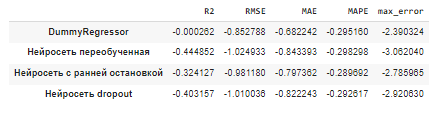 R2 RMSE MAE MAPE max_error
DummyRegressor -0.000262 -0.852788 -0.682242 -0.295160 -2.390324
Нейросеть переобученная -0.444852 -1.024933 -0.843393 -0.298298 -3.062040
Нейросеть с ранней остановкой -0.324127 -0.981180 -0.797362 -0.289692 -2.785965
Нейросеть dropout -0.403157 -1.010036 -0.822243 -0.292617 -2.920630